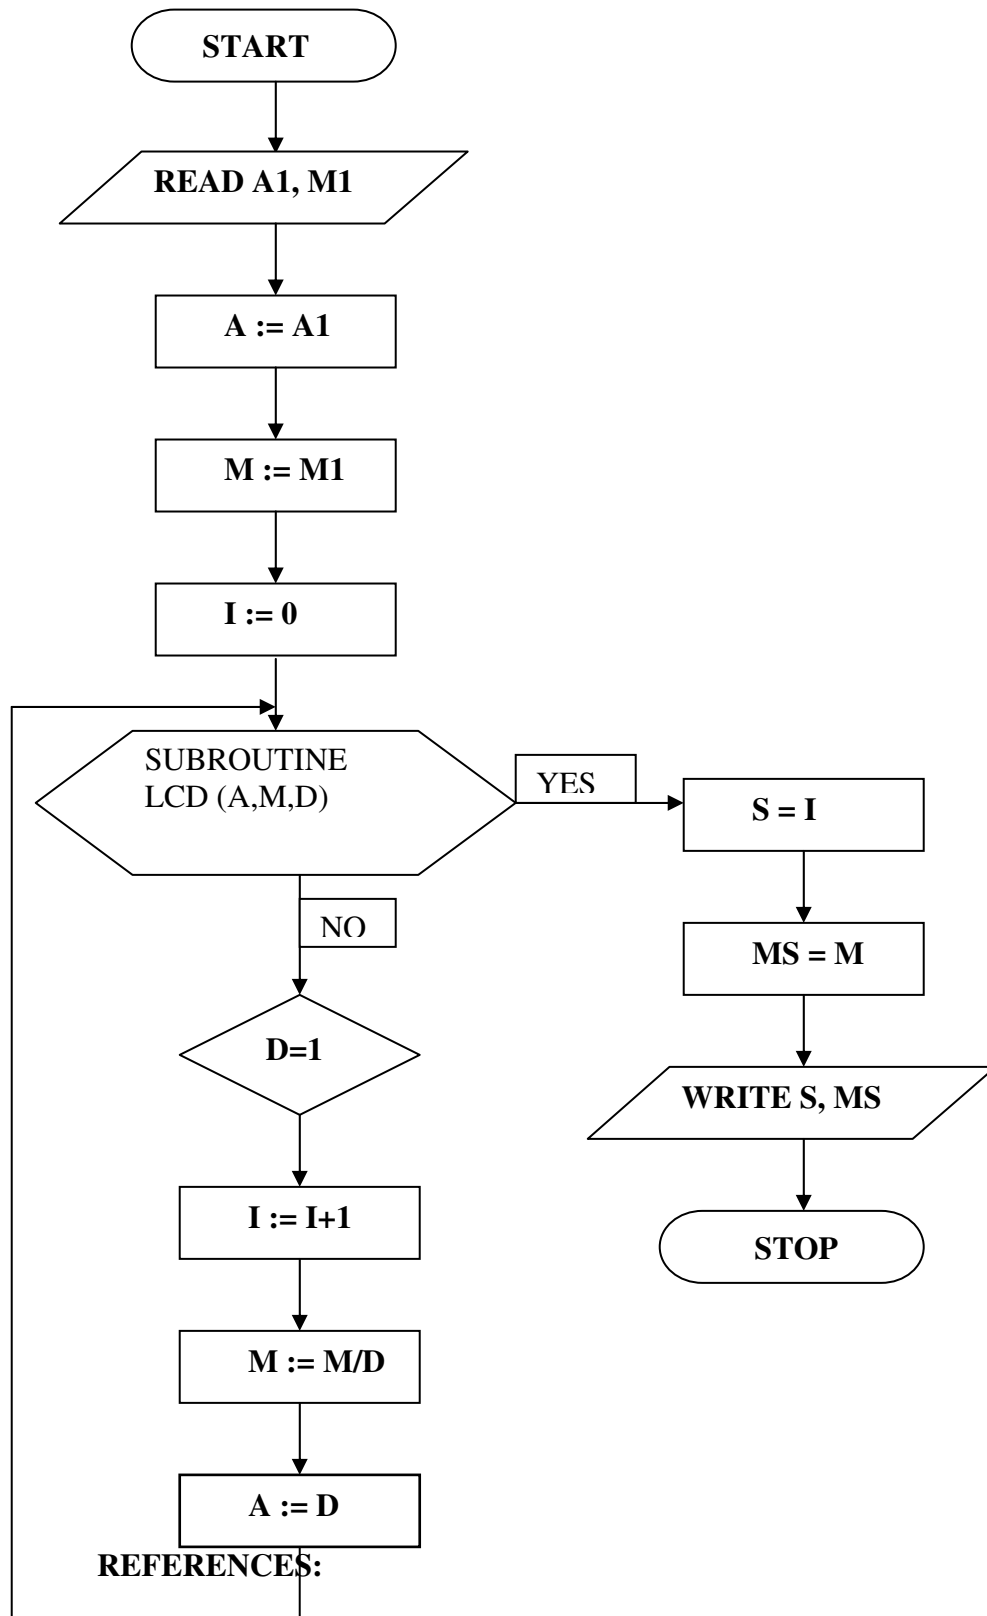 START
READ A1, M1
A := A1
M := M1
I := 0
SUBROUTINE
LCD (A,M,D)
YES
NO
D=1
I := I+1
M := M/D
A := D
S = I
MS = M
WRITE S, MS
STOP
REFERENCES: